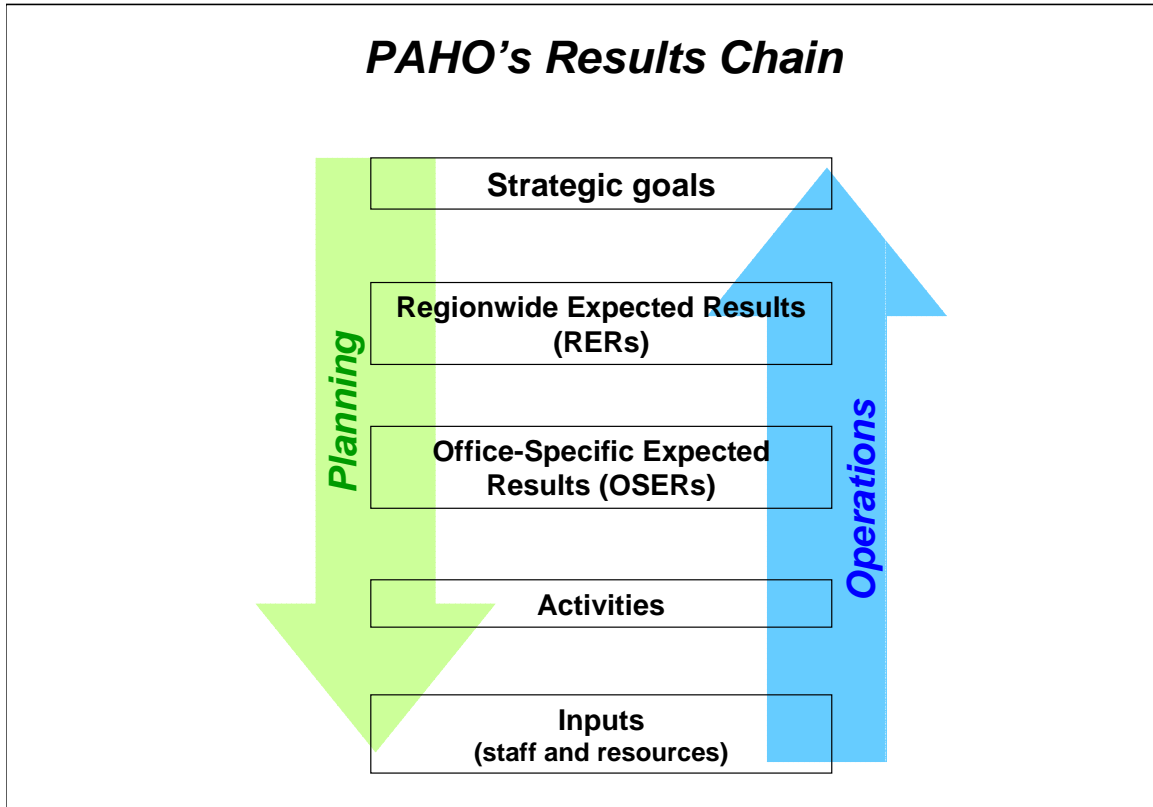 PAHO's Results Chain
Strategic goals
Regionwide Expected Results
(RERs)
Office-Specific Expected
Results (OSERs)
Activities
Inputs
(staff and resources)
Planning
Operations